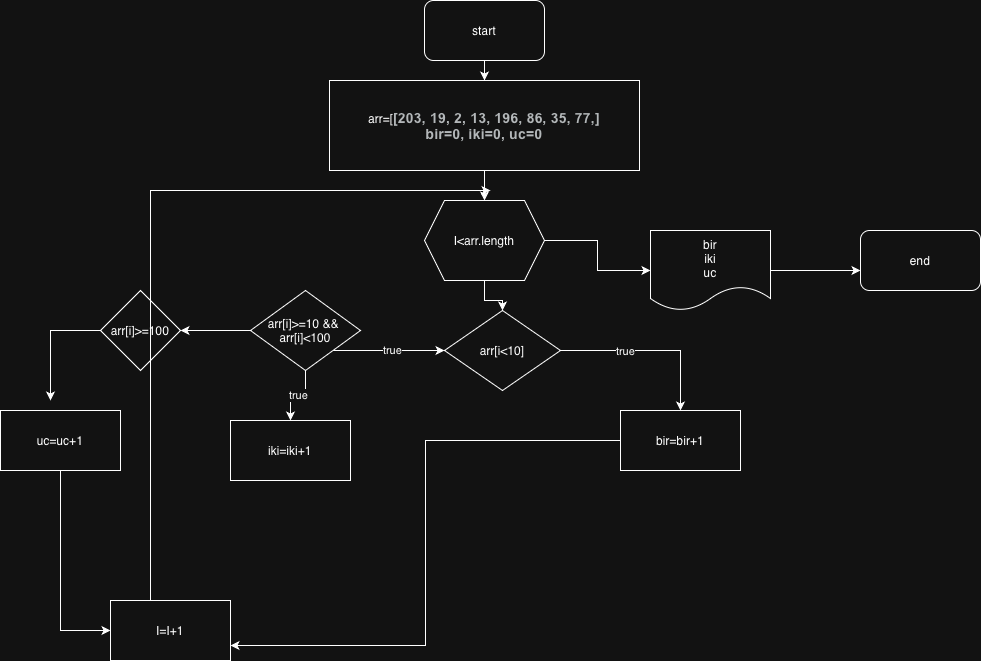 start
arr=[[203, 19, 2, 13, 196, 86, 35, 77,]
bir=0, iki=0, uc=0
I<arr.length
bir
iki
uc
end
arr[i]>=100
arr[i]>=10 &&
arr[i]<100
true
arr[i<10]
true
true
uc=uc+1
iki=iki+1
bir=bir+1
I=I+1